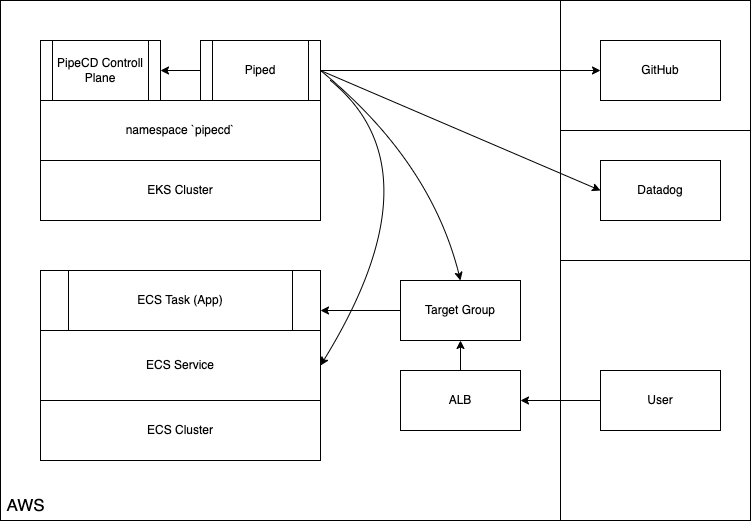 PipeCD Controll
Plane
Piped
GitHub
namespace `pipecd`
EKS Cluster
Datadog
ECS Task (App)
Target Group
ECS Service
ALB
User
ECS Cluster
AWS